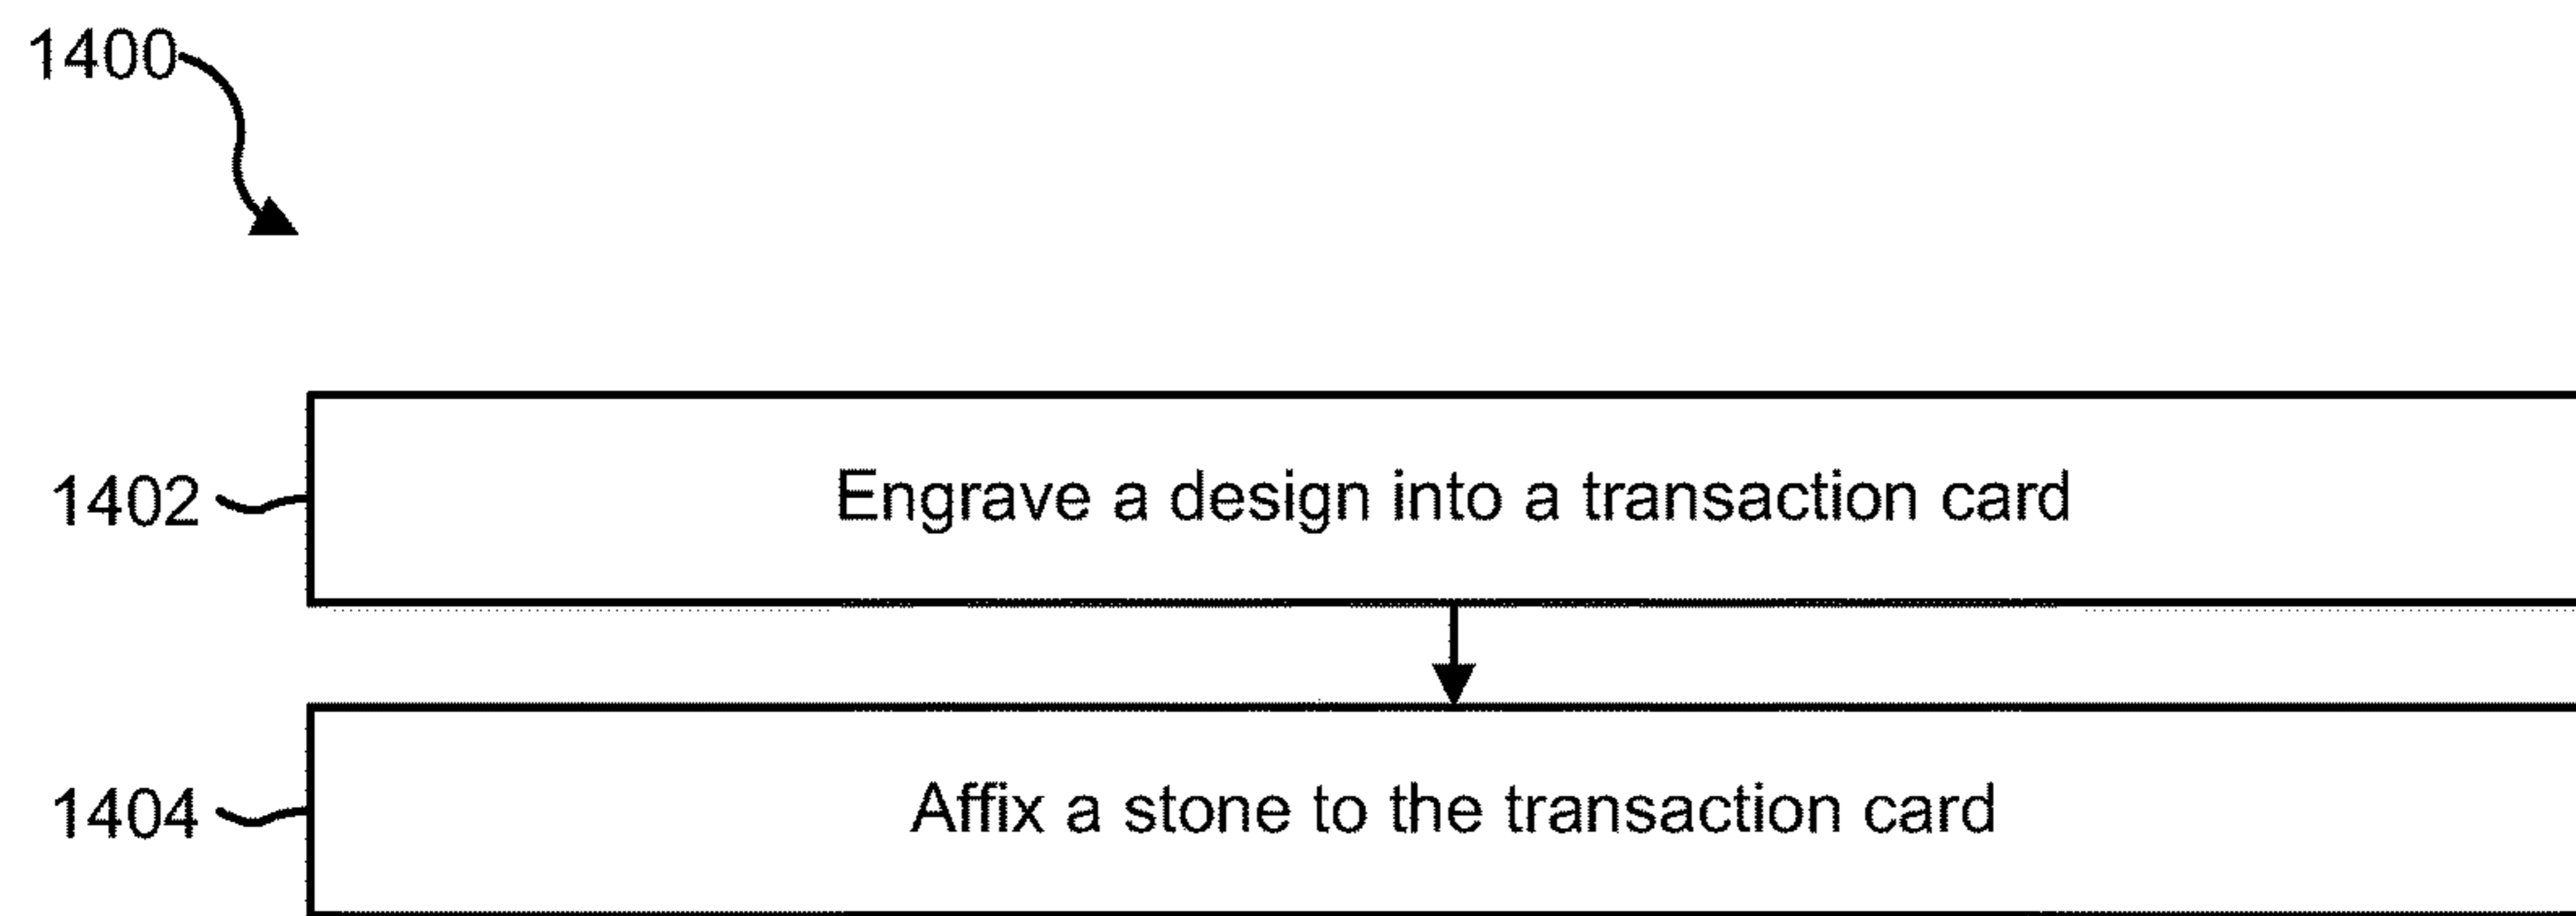 1400
1402 Engrave a design into a transaction card
1404 Affix a stone to the transaction card